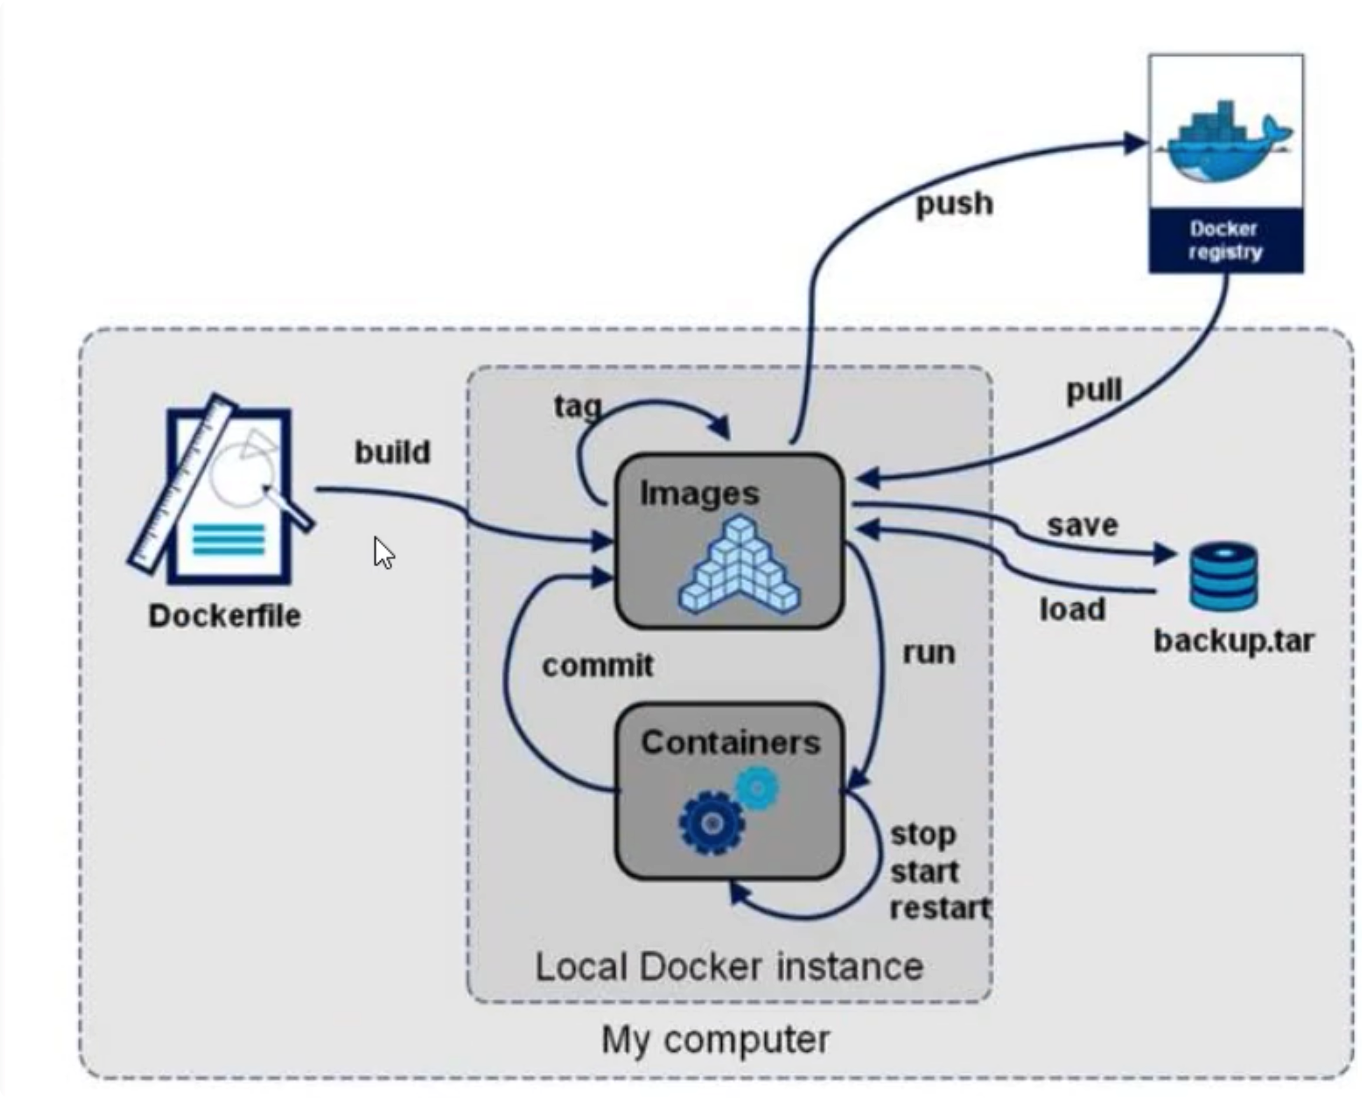 push
Docker
registry
pull
tag
build
Images
save
load
Dockerfile
backup.tar
commit
run
Containers
stop
start
restart
Local Docker instance
My computer